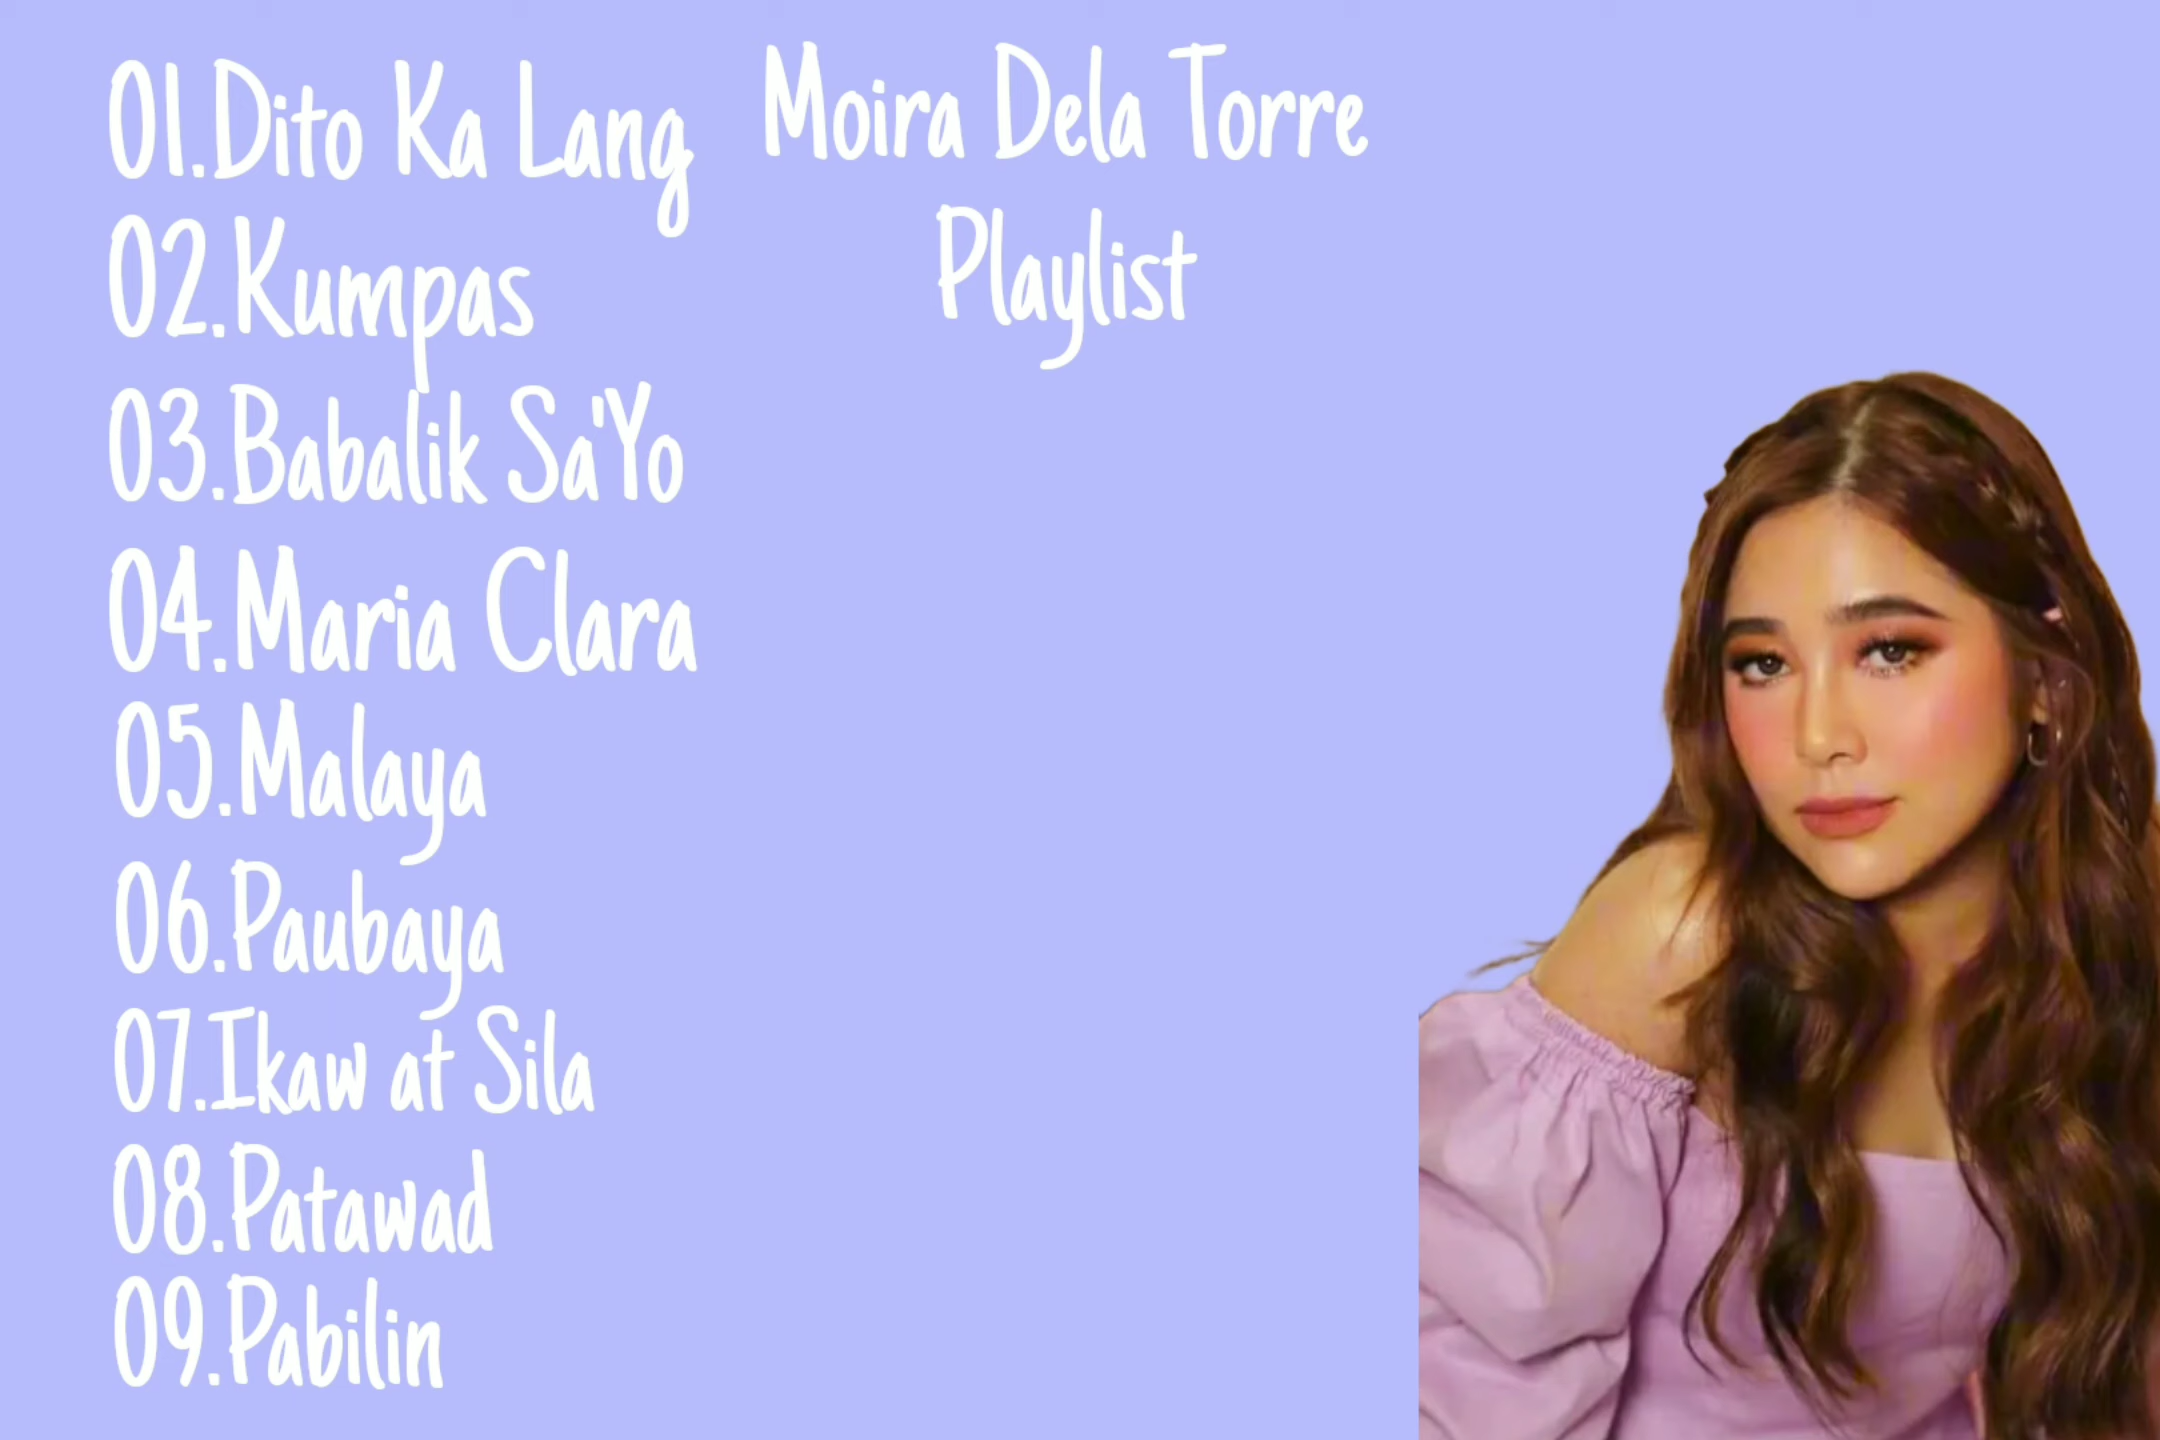 Moira Dela Torre
Playlist
01.Dito Ka Lang
02.Kumpas
03.Babalik Sa'Yo
04.Maria Clara
05.Malaya
06.Paubaya
07.Ikaw at Sila
08.Patawad
09.Pabilin